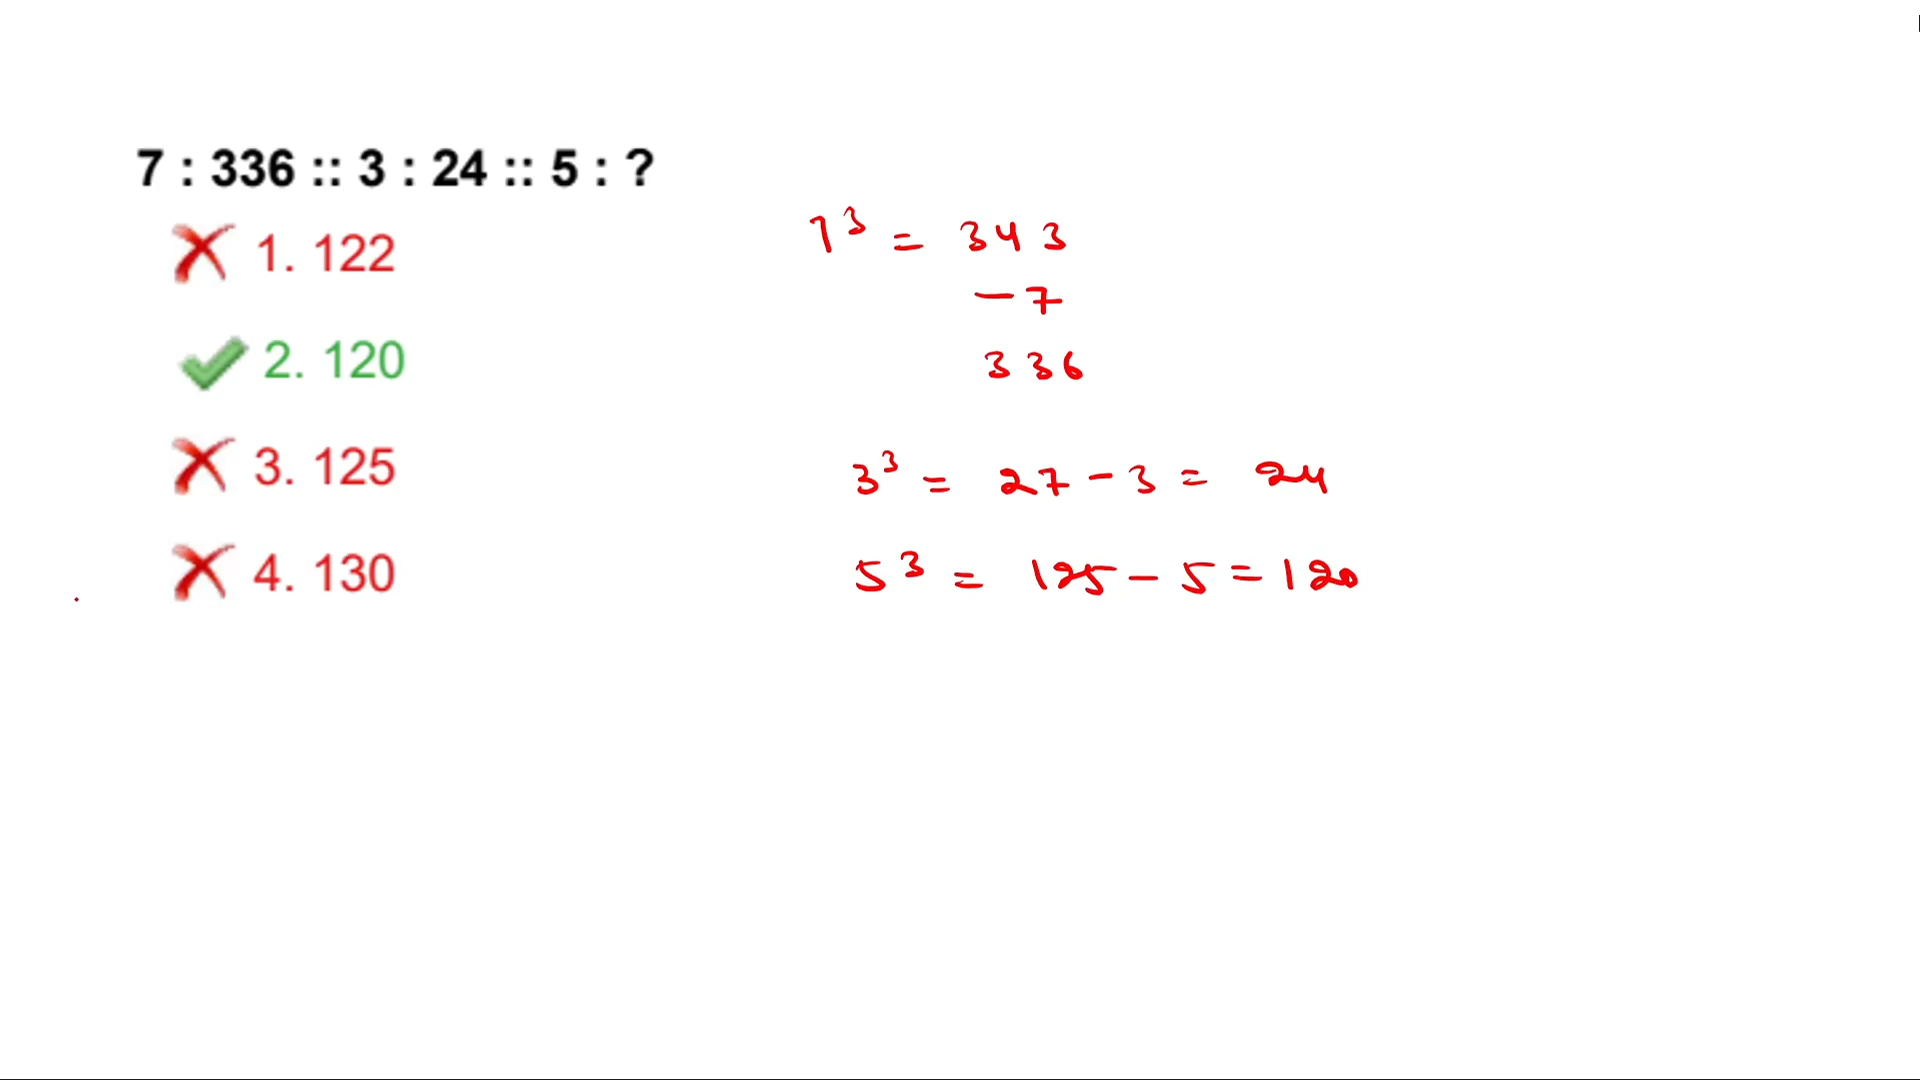 7 : 336 :: 3 : 24 :: 5 : ?
1. 122
2. 120
3. 125
4. 130
7³ = 343
- 7
336
3³ = 27 - 3 = 24
5³ = 125 - 5 = 120